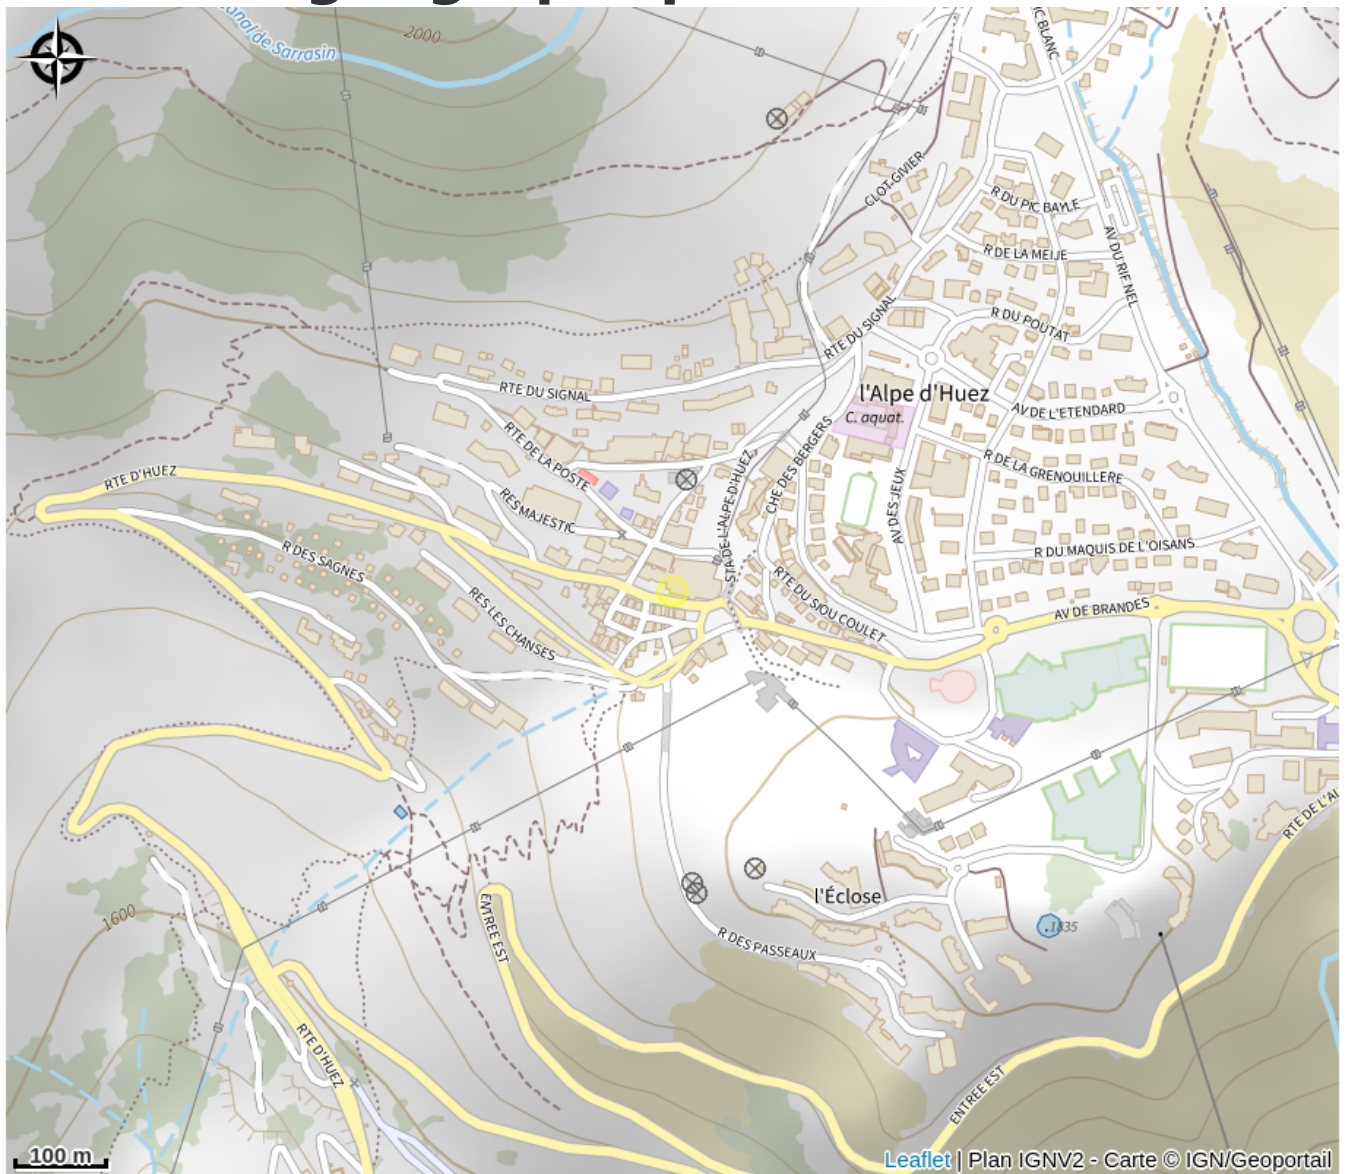 Canal de Sarrasin
2000
IC BLANC
CLOT GIVIER
R DU PIC BAYLE
R DE LA MEIJE
AV DU RIF NEL
RTE DU SIGNAL
R DU POUTAT
l'Alpe d'Huez
C. aquat.
RTE DU SIGNAL
AV DE L'ETENDARD
RTE DE LA POSTE
STA DE L'ALPE D'HUEZ
CHE DES BERGERS
R DE LA GRENOUILLERE
RTE D'HUEZ
RES MAJESTIC
AV DES JEUX
R DES SAGNES
R DU MAQUIS DE L'OISANS
RES LES CHANSES
RTE DU SIOU COULET
AV DE BRANDES
RTE DE L'AL
l'Éclose
1600
ENTREE EST
R DES PASSEAUX
.1835
RTE D'HUEZ
ENTREE EST
100 m
Leaflet | Plan IGNV2 - Carte © IGN/Geoportail